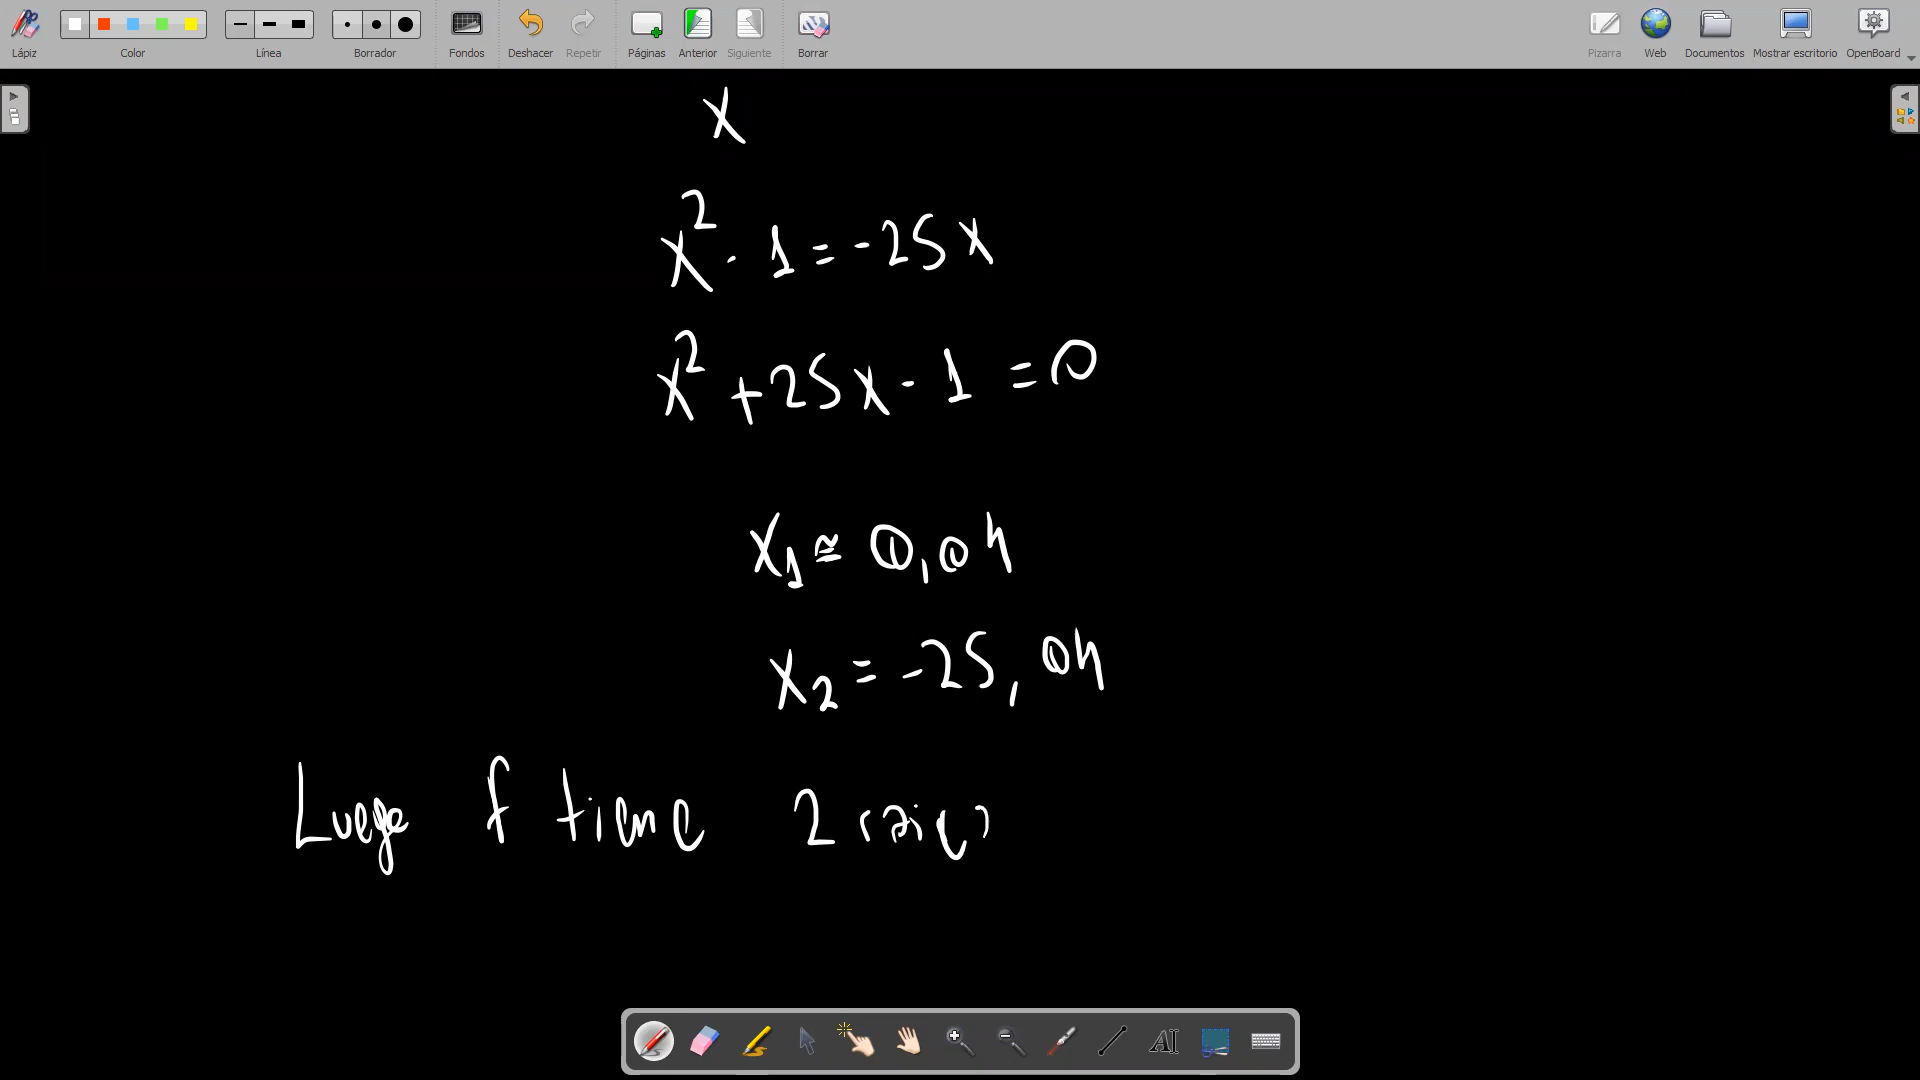 Lápiz Color Línea Borrador Fondos Deshacer Repetir Páginas Anterior Siguiente Borrar Pizarra Web Documentos Mostrar escritorio OpenBoard
x
x² - 1 = -25x
x² + 25x - 1 = 0
x₁ ≅ 0,04
x₂ = -25,04
Luego f tiene 2
AI